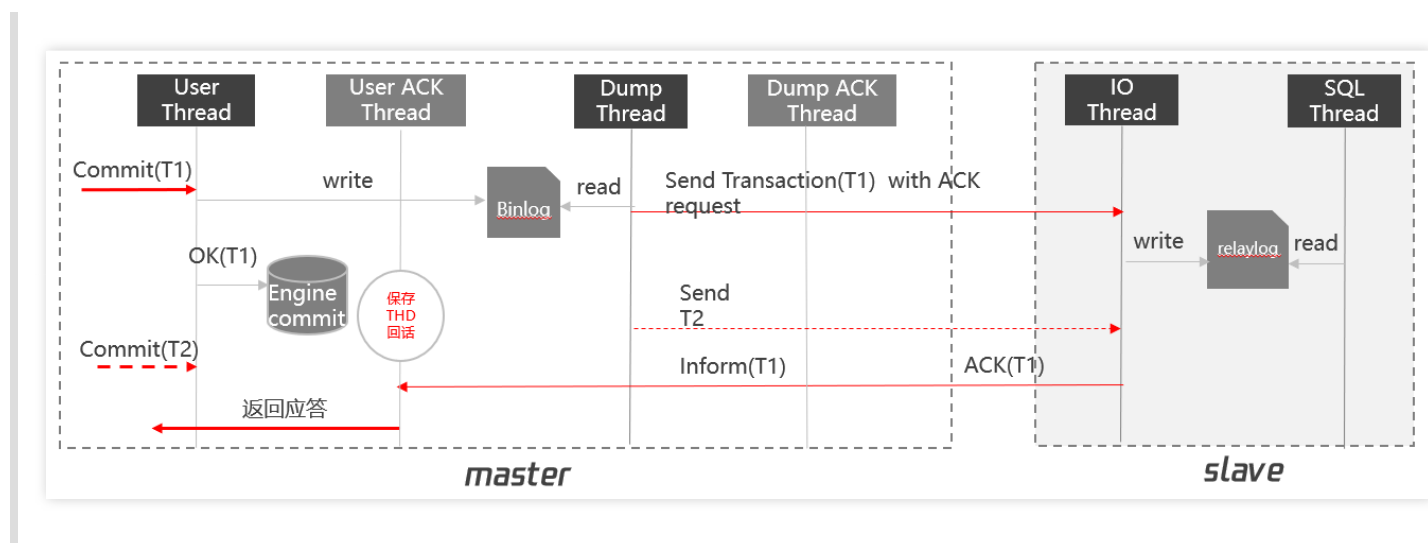 User
Thread
User ACK
Thread
Dump
Thread
Dump ACK
Thread
IO
Thread
SQL
Thread
Commit(T1)
write
Binlog
read
Send Transaction(T1) with ACK
request
write
relaylog
read
OK(T1)
Engine
commit
保存
THD
回话
Send
T2
Commit(T2)
Inform(T1)
ACK(T1)
返回应答
master
slave